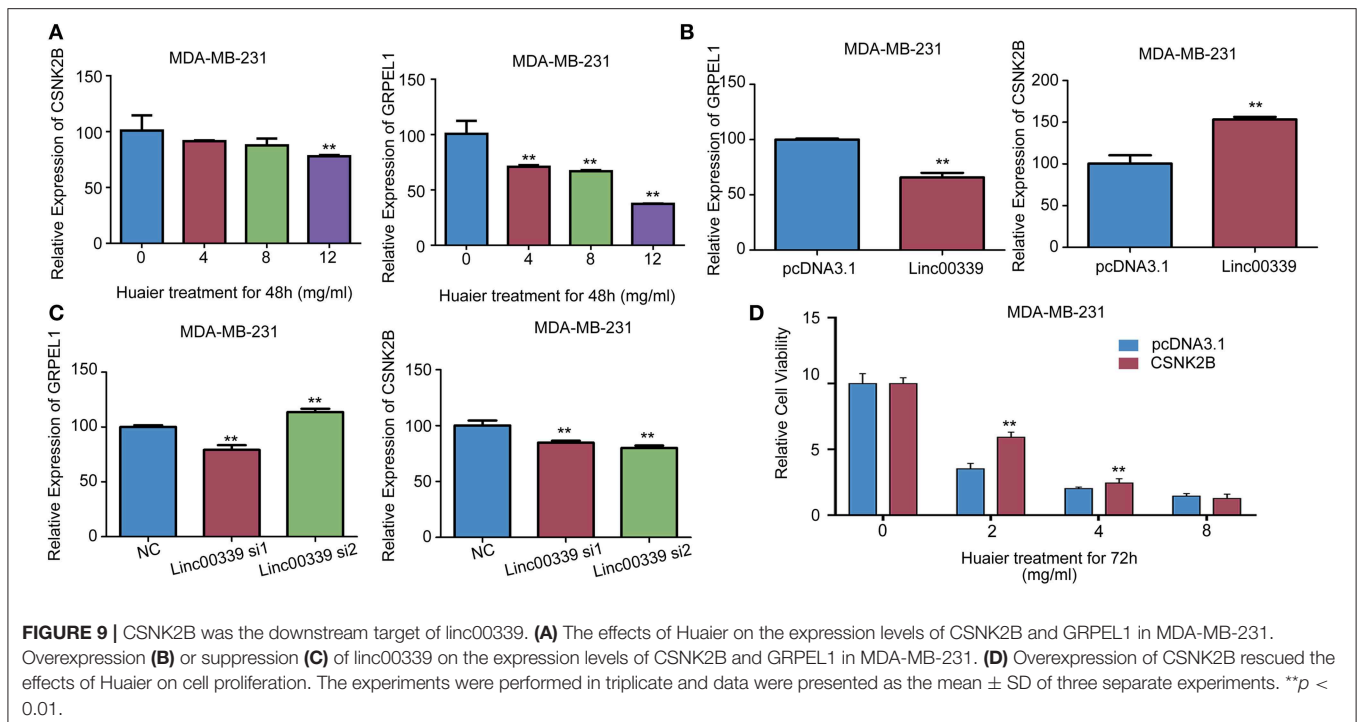 A
MDA-MB-231
Relative Expression of CSNK2B
150
100
50
0
0 4 8 12
**
Huaier treatment for 48h (mg/ml)
MDA-MB-231
Relative Expression of GRPEL1
150
100
50
0
0 4 8 12
** ** **
Huaier treatment for 48h (mg/ml)
B
MDA-MB-231
Relative Expression of GRPEL1
150
100
50
0
**
pcDNA3.1 Linc00339
MDA-MB-231
Relative Expression of CSNK2B
200
150
100
50
0
**
pcDNA3.1 Linc00339
C
MDA-MB-231
Relative Expression of GRPEL1
150
100
50
0
** **
NC Linc00339 si1 Linc00339 si2
MDA-MB-231
Relative Expression of CSNK2B
150
100
50
0
** **
NC Linc00339 si1 Linc00339 si2
D
MDA-MB-231
pcDNA3.1
CSNK2B
Relative Cell Viability
15
10
5
0
** **
0 2 4 8
Huaier treatment for 72h
(mg/ml)
FIGURE 9 | CSNK2B was the downstream target of linc00339. (A) The effects of Huaier on the expression levels of CSNK2B and GRPEL1 in MDA-MB-231.
Overexpression (B) or suppression (C) of linc00339 on the expression levels of CSNK2B and GRPEL1 in MDA-MB-231. (D) Overexpression of CSNK2B rescued the
effects of Huaier on cell proliferation. The experiments were performed in triplicate and data were presented as the mean ± SD of three separate experiments. **p <
0.01.